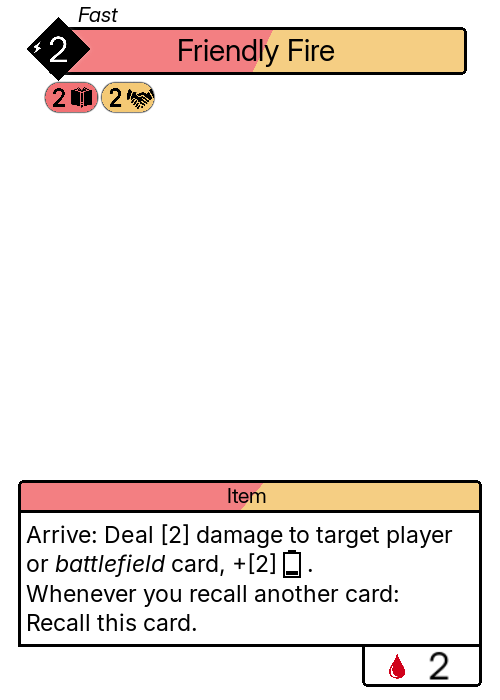 Fast
2 Friendly Fire
2 2
Item
Arrive: Deal [2] damage to target player
or battlefield card, +[2] .
Whenever you recall another card:
Recall this card.
2